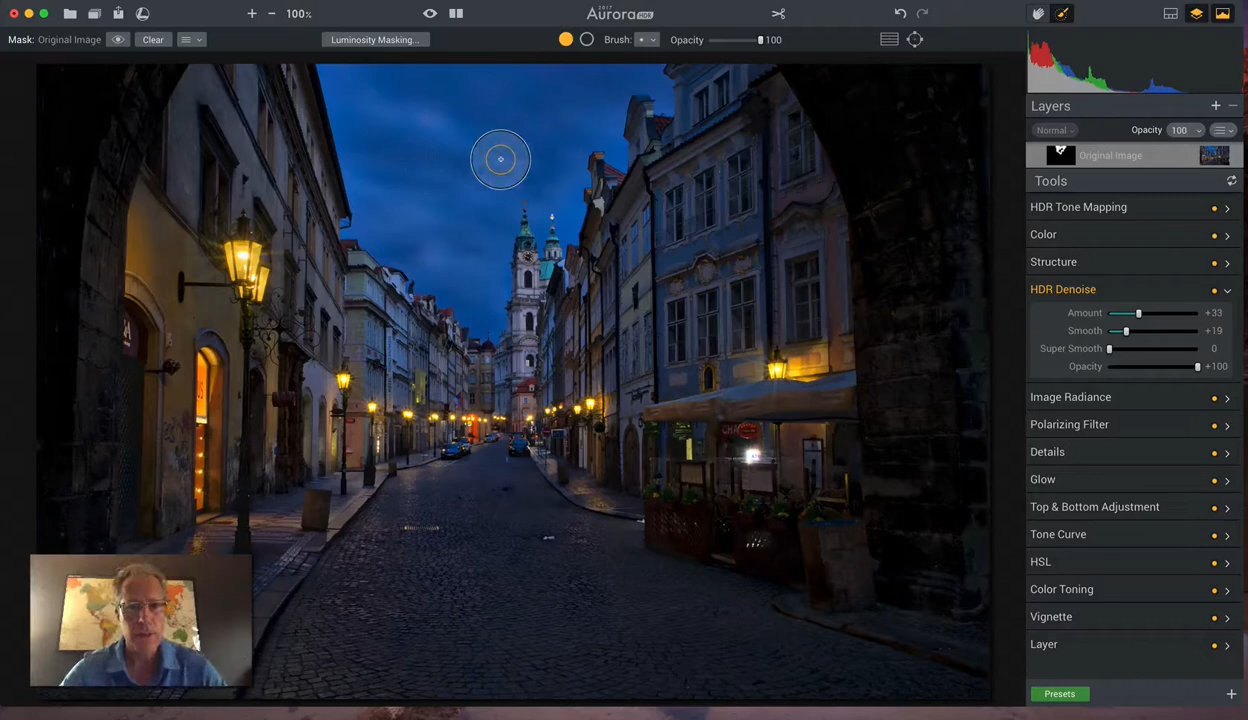 100%
2017
Aurora HDR
Mask: Original Image
Clear
Luminosity Masking...
Brush:
Opacity
100
Layers
Normal
Opacity
100
Original Image
Tools
HDR Tone Mapping
Color
Structure
HDR Denoise
Amount
+33
Smooth
+19
Super Smooth
0
Opacity
+100
Image Radiance
Polarizing Filter
Details
Glow
Top & Bottom Adjustment
Tone Curve
HSL
Color Toning
Vignette
Layer
Presets